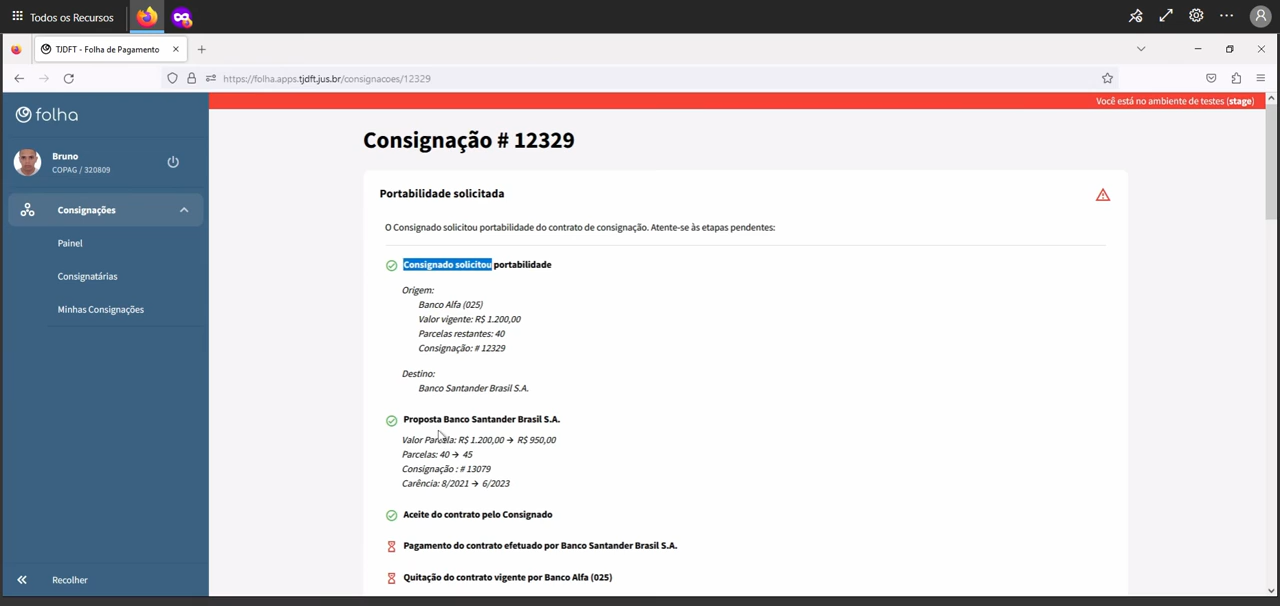 Todos os Recursos
TJDFT - Folha de Pagamento
https://folha.apps.tjdft.jus.br/consignacoes/12329
Você está no ambiente de testes (stage)
folha
Bruno
COPAG / 320809
Consignações
Painel
Consignatárias
Minhas Consignações
Recolher
Consignação # 12329
Portabilidade solicitada
O Consignado solicitou portabilidade do contrato de consignação. Atente-se às etapas pendentes:
Consignado solicitou portabilidade
Origem:
Banco Alfa (025)
Valor vigente: R$ 1.200,00
Parcelas restantes: 40
Consignação: # 12329
Destino:
Banco Santander Brasil S.A.
Proposta Banco Santander Brasil S.A.
Valor Parcela: R$ 1.200,00 → R$ 950,00
Parcelas: 40 → 45
Consignação : # 13079
Carência: 8/2021 → 6/2023
Aceite do contrato pelo Consignado
Pagamento do contrato efetuado por Banco Santander Brasil S.A.
Quitação do contrato vigente por Banco Alfa (025)